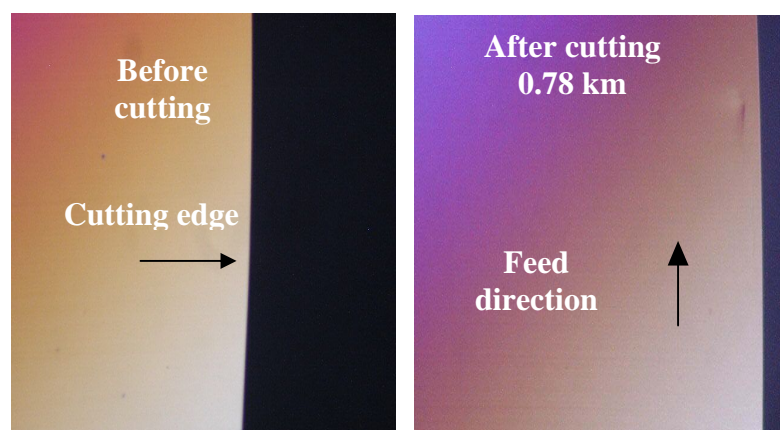 Before
cutting
Cutting edge
After cutting
0.78 km
Feed
direction